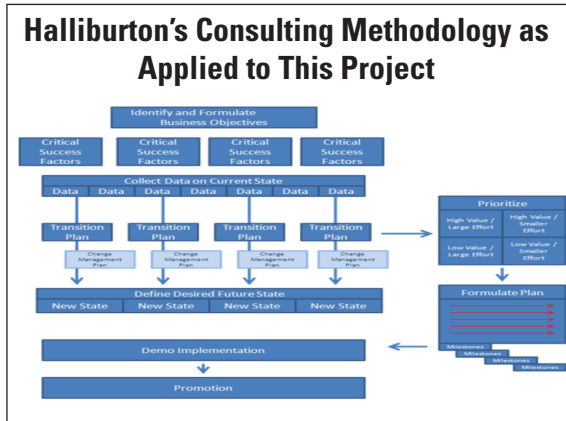 Halliburton's Consulting Methodology as
Applied to This Project
Identify and Formulate
Business Objectives
Critical
Success
Factors
Critical
Success
Factors
Critical
Success
Factors
Critical
Success
Factors
Collect Data on Current State
Data Data Data Data Data Data Data
Transition
Plan
Transition
Plan
Transition
Plan
Transition
Plan
Change
Management
Plan
Change
Management
Plan
Change
Management
Plan
Change
Management
Plan
Define Desired Future State
New State New State New State New State
Demo Implementation
Promotion
Prioritize
High Value /
Large Effort
High Value /
Smaller
Effort
Low Value /
Large Effort
Low Value /
Smaller
Effort
Formulate Plan
Milestones
Milestones
Milestones
Milestones